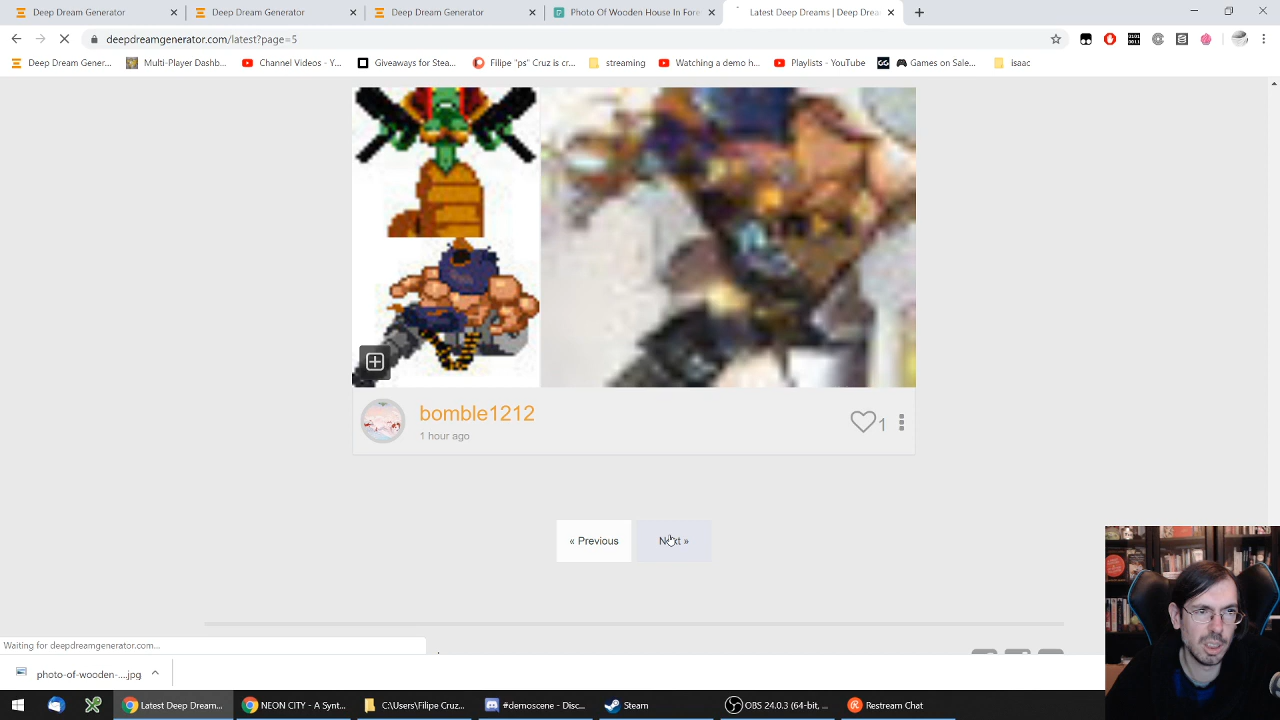 Deep Dream Generator
Deep Dream Generator
Deep Dream Generator
Photo Of Wooden House In Fore
Latest Deep Dreams | Deep Drea
deepdreamgenerator.com/latest?page=5
Deep Dream Gener...
Multi-Player Dashb...
Channel Videos - Y...
Giveaways for Stea...
Filipe "ps" Cruz is cr...
streaming
Watching a demo h...
Playlists - YouTube
GG
Games on Sale...
isaac
bomble1212
1 hour ago
1
« Previous
Next »
Waiting for deepdreamgenerator.com...
photo-of-wooden-....jpg
Latest Deep Dream...
NEON CITY - A Synt...
C:\Users\Filipe Cruz...
#demoscene - Disc...
Steam
OBS 24.0.3 (64-bit, ...
Restream Chat